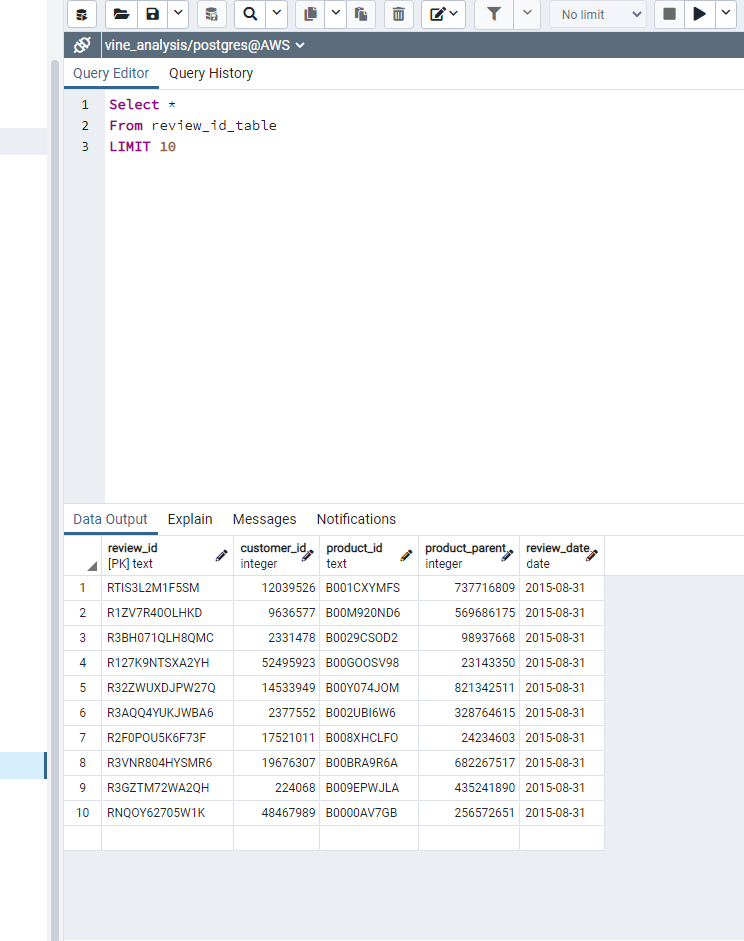 No limit
vine_analysis/postgres@AWS
Query Editor Query History
1 Select *
2 From review_id_table
3 LIMIT 10
Data Output Explain Messages Notifications
review_id customer_id product_id product_parent review_date
[PK] text integer text integer date
1 RTIS3L2M1F5SM 12039526 B001CXYMFS 737716809 2015-08-31
2 R1ZV7R40OLHKD 9636577 B00M920ND6 569686175 2015-08-31
3 R3BH071QLH8QMC 2331478 B0029CSOD2 98937668 2015-08-31
4 R127K9NTSXA2YH 52495923 B00GOOSV98 23143350 2015-08-31
5 R32ZWUXDJPW27Q 14533949 B00Y074JOM 821342511 2015-08-31
6 R3AQQ4YUKJWBA6 2377552 B002UBI6W6 328764615 2015-08-31
7 R2F0POU5K6F73F 17521011 B008XHCLFO 24234603 2015-08-31
8 R3VNR804HYSMR6 19676307 B00BRA9R6A 682267517 2015-08-31
9 R3GZTM72WA2QH 224068 B009EPWJLA 435241890 2015-08-31
10 RNQOY62705W1K 48467989 B0000AV7GB 256572651 2015-08-31